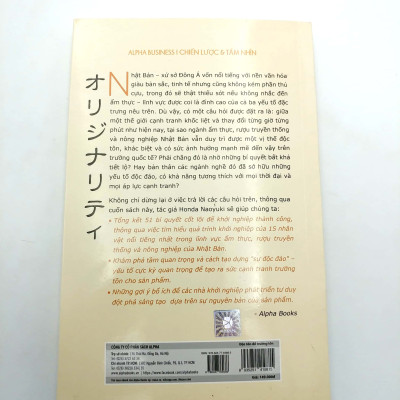 ALPHA BUSINESS | CHIẾN LƯỢC & TẦM NHÌN
オリジナリティ
Nhật Bản – xứ sở Đông Á vốn nổi tiếng với nền văn hóa
giàu bản sắc, tinh tế nhưng cũng không kém phần thủ
cựu, trong đó sẽ thật thiếu sót nếu không nhắc đến
ẩm thực – lĩnh vực được coi là đỉnh cao của cả ba yếu tố đặc
trưng nêu trên. Dù vậy, có một câu hỏi được đặt ra là: giữa
một thế giới cạnh tranh khốc liệt và thay đổi từng giờ từng
phút như hiện nay, tại sao ngành ẩm thực, rượu truyền thống
và nông nghiệp Nhật Bản vẫn duy trì được một vị thế độc
tôn, khác biệt và có sức ảnh hưởng mạnh mẽ đến vậy trên
trường quốc tế? Phải chăng đó là nhờ những bí quyết bất khả
tiết lộ? Hay bản thân các ngành nghề đó đã sở hữu những
yếu tố độc đáo, có khả năng tương thích với mọi thời đại và
mọi áp lực cạnh tranh?
Không chỉ dừng lại ở việc trả lời các câu hỏi trên, thông qua
cuốn sách này, tác giả Honda Naoyuki sẽ giúp chúng ta:
• Tổng kết 51 bí quyết cốt lõi để khởi nghiệp thành công,
thông qua việc tìm hiểu quá trình khởi nghiệp của 15 nhân
vật nổi tiếng nhất trong lĩnh vực ẩm thực, rượu truyền
thống và nông nghiệp của Nhật Bản.
• Khám phá tầm quan trọng và cách tạo dựng "sự độc đáo" –
yếu tố cực kỳ quan trọng để tạo ra sức cạnh tranh trường
tồn cho sản phẩm.
• Những gợi ý bổ ích để các nhà khởi nghiệp phát triển tư duy
đột phá sáng tạo dựa trên sự nguyên bản của sản phẩm.
- Alpha Books
CÔNG TY CỔ PHẦN SÁCH ALPHA